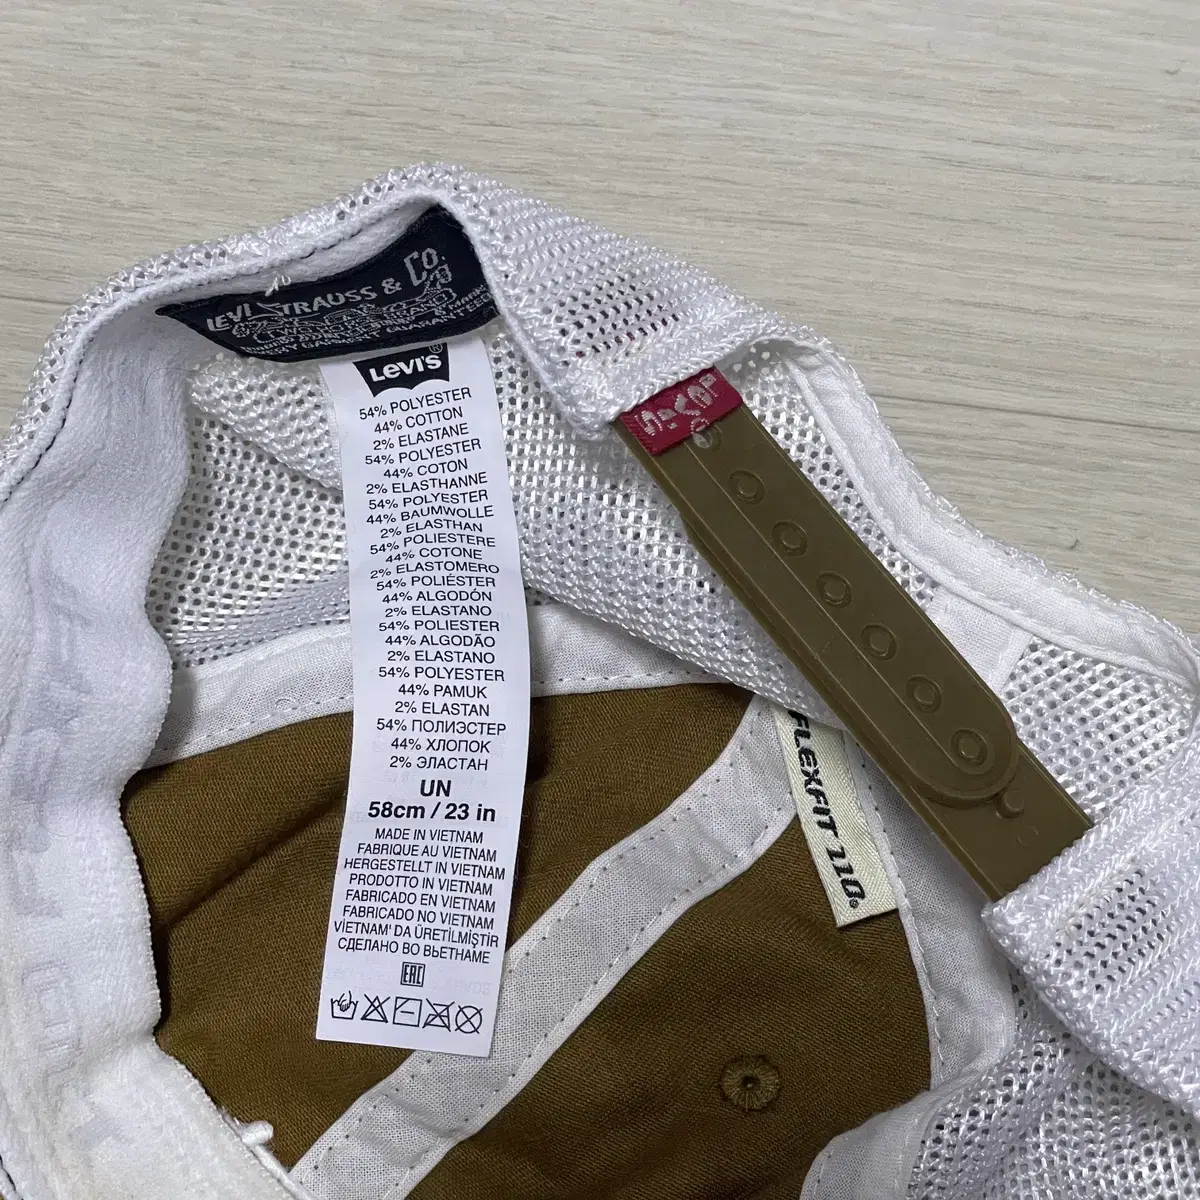 LEVI STRAUSS & Co.
LEVI'S®
54% POLYESTER
44% COTTON
2% ELASTANE
54% POLYESTER
44% COTON
2% ELASTHANNE
54% POLYESTER
44% BAUMWOLLE
2% ELASTHAN
54% POLIESTERE
44% COTONE
2% ELASTOMERO
54% POLIÉSTER
44% ALGODÓN
2% ELASTANO
54% POLIESTER
44% ALGODÃO
2% ELASTANO
54% POLYESTER
44% PAMUK
2% ELASTAN
54% ПОЛИЭСТЕР
44% ХЛОПОК
2% ЭЛАСТАН
UN
58cm / 23 in
MADE IN VIETNAM
FABRIQUE AU VIETNAM
HERGESTELLT IN VIETNAM
PRODOTTO IN VIETNAM
FABRICADO EN VIETNAM
FABRICADO NO VIETNAM
VİETNAM' DA ÜRETİLMİŞTİR
СДЕЛАНО ВО ВЬЕТНАМЕ
EAC
FLEXFIT 110®